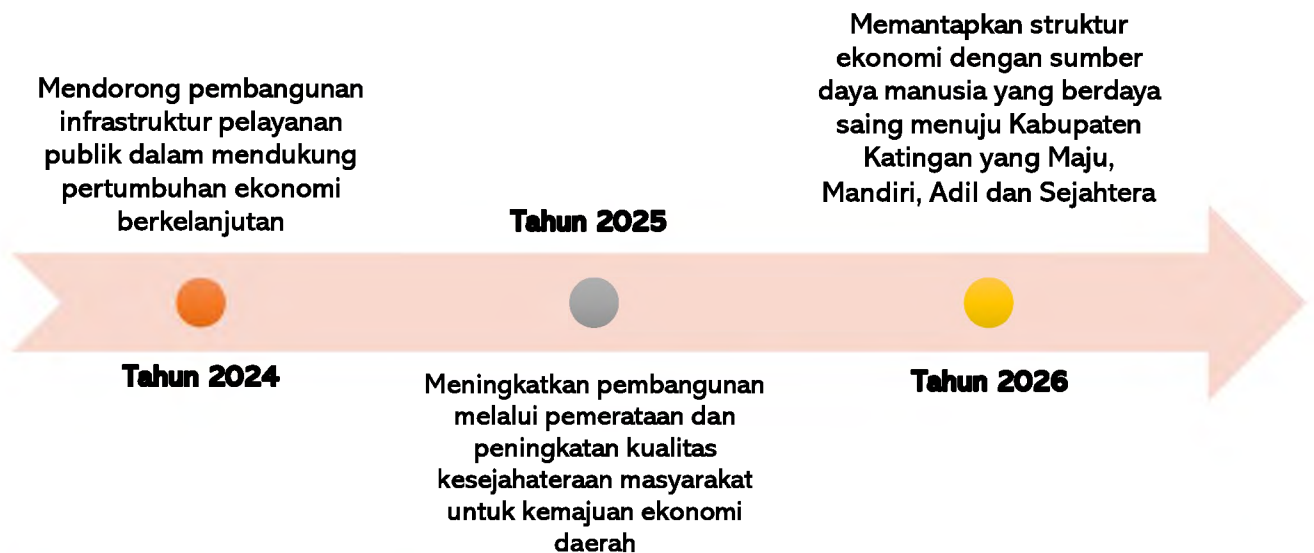 Mendorong pembangunan
infrastruktur pelayanan
publik dalam mendukung
pertumbuhan ekonomi
berkelanjutan
Tahun 2024
Tahun 2025
Meningkatkan pembangunan
melalui pemerataan dan
peningkatan kualitas
kesejahateraan masyarakat
untuk kemajuan ekonomi
daerah
Memantapkan struktur
ekonomi dengan sumber
daya manusia yang berdaya
saing menuju Kabupaten
Katingan yang Maju,
Mandiri, Adil dan Sejahtera
Tahun 2026